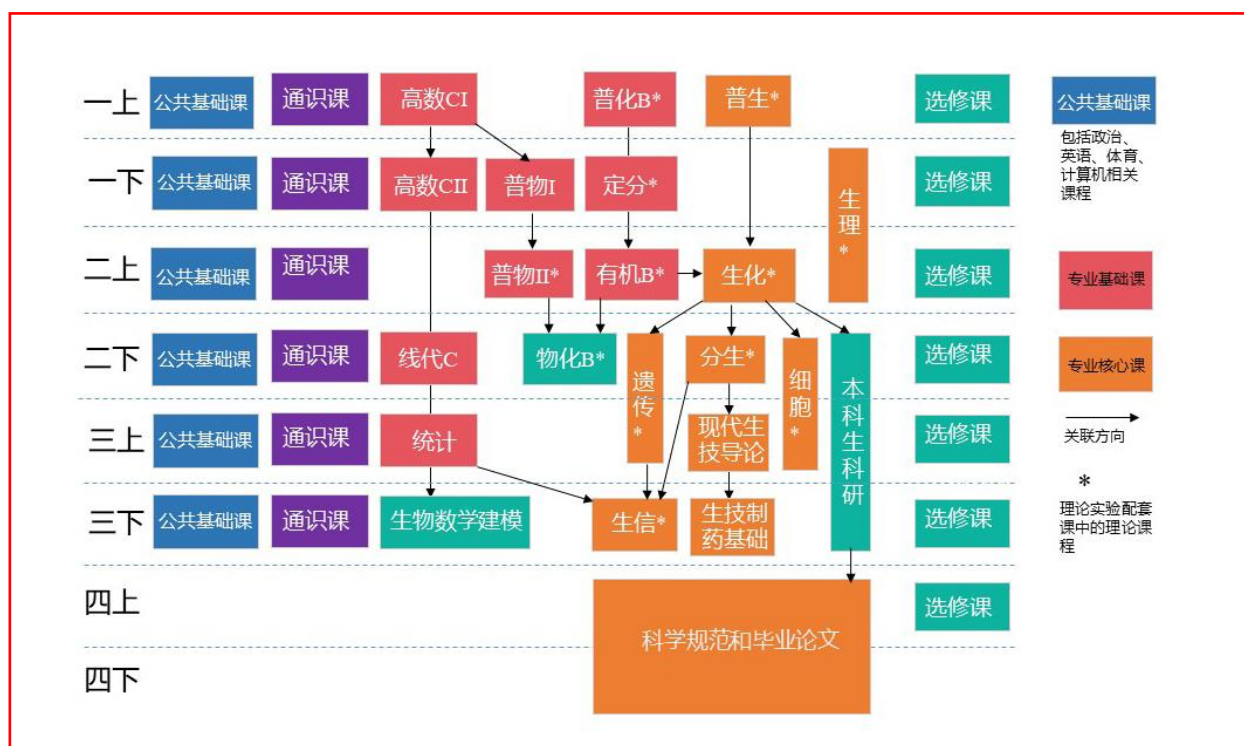 一上
公共基础课
通识课
高数CI
普化B*
普生*
选修课
公共基础课
包括政治、
英语、体育、
计算机相关
课程
一下
公共基础课
通识课
高数CII
普物I
定分*
生理*
选修课
二上
公共基础课
通识课
普物II*
有机B*
生化*
选修课
专业基础课
二下
公共基础课
通识课
线代C
物化B*
遗传*
分生*
细胞*
本科生科研
选修课
专业核心课
三上
公共基础课
通识课
统计
现代生
技导论
选修课
关联方向
三下
公共基础课
通识课
生物数学建模
生信*
生技制
药基础
选修课
*
理论实验配套
课中的理论课
程
四上
科学规范和毕业论文
选修课
四下